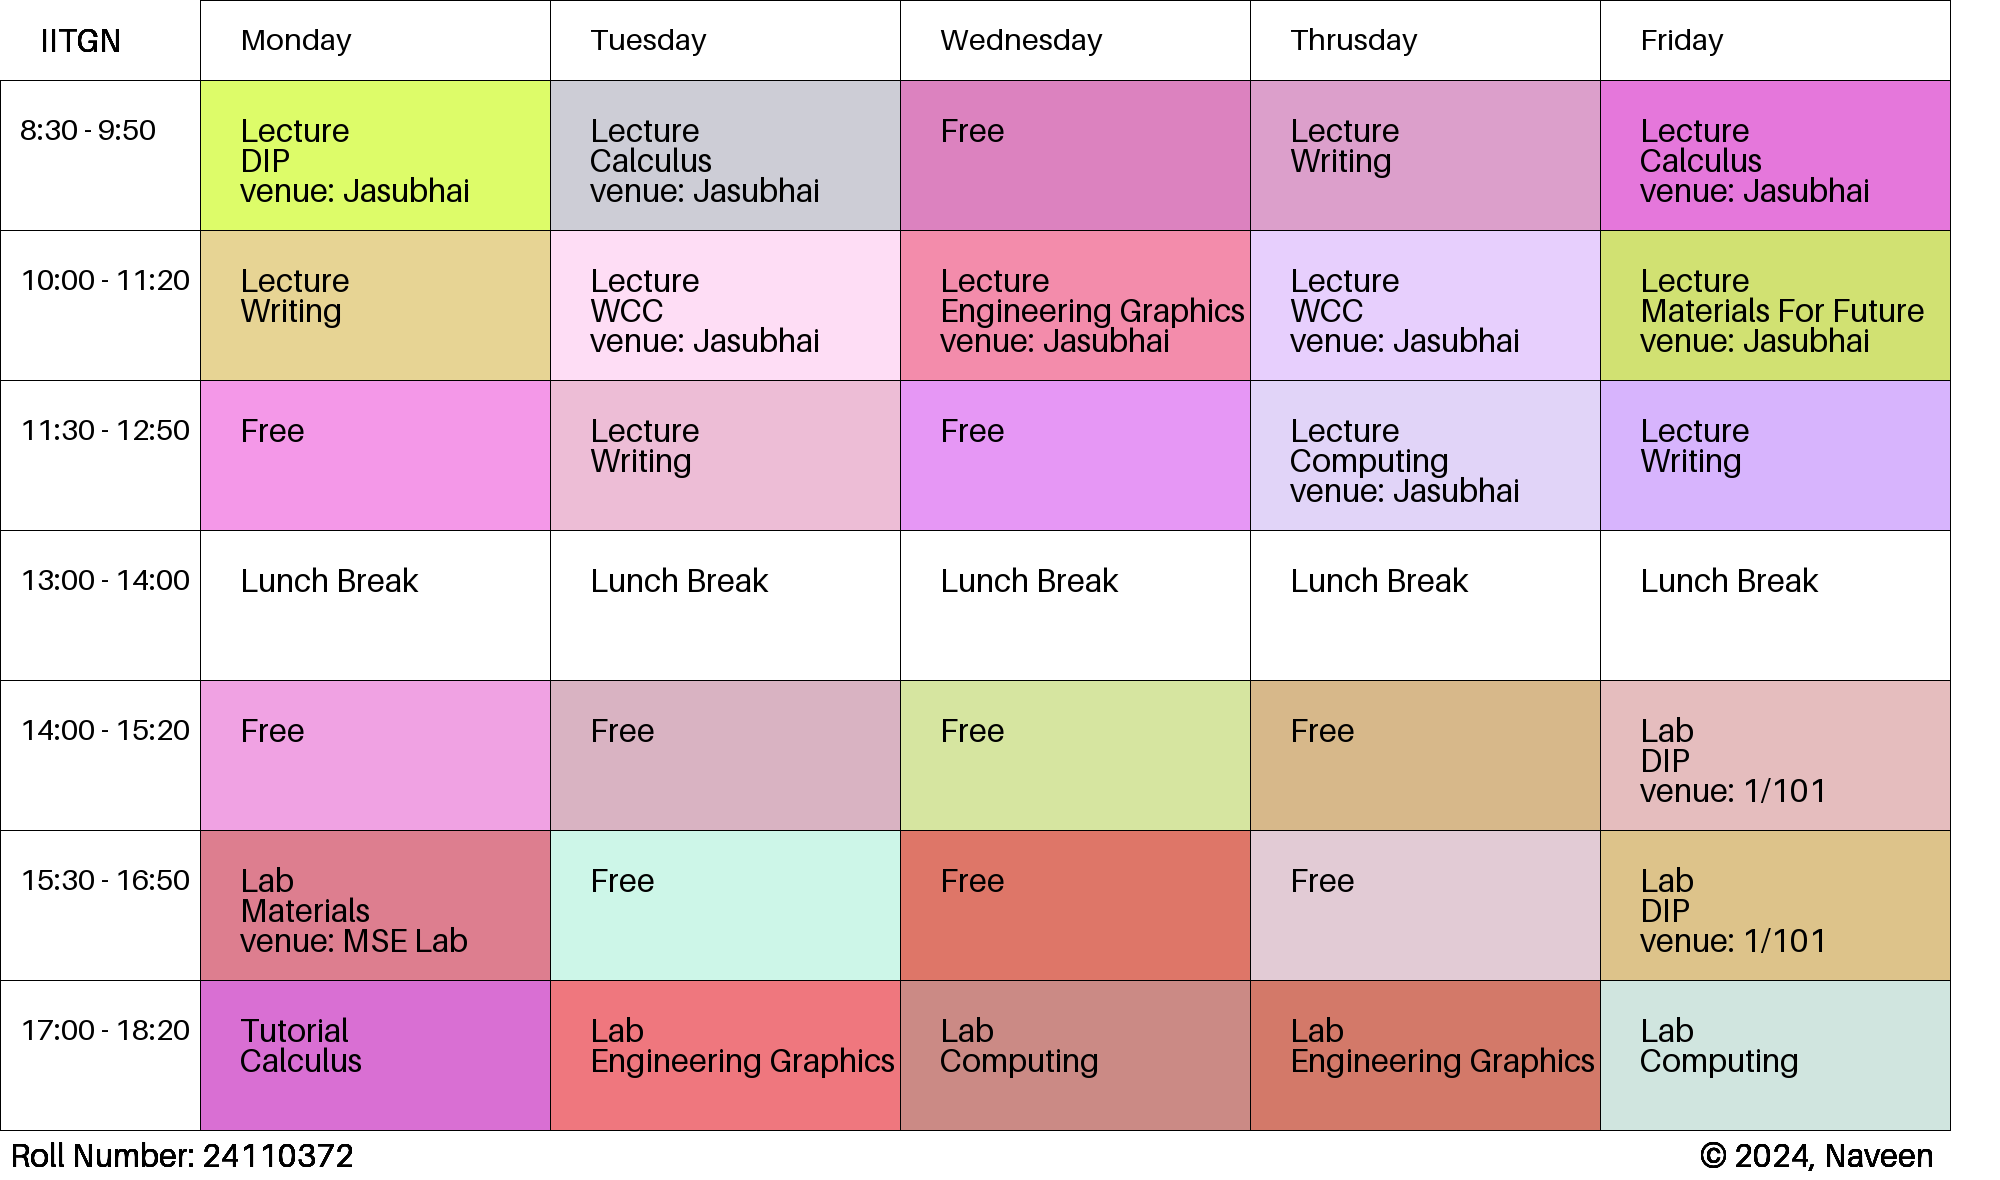 IITGN Monday Tuesday Wednesday Thrusday Friday
8:30 - 9:50
Lecture
DIP
venue: Jasubhai
Lecture
Calculus
venue: Jasubhai
Free
Lecture
Writing
Lecture
Calculus
venue: Jasubhai
10:00 - 11:20
Lecture
Writing
Lecture
WCC
venue: Jasubhai
Lecture
Engineering Graphics
venue: Jasubhai
Lecture
WCC
venue: Jasubhai
Lecture
Materials For Future
venue: Jasubhai
11:30 - 12:50
Free
Lecture
Writing
Free
Lecture
Computing
venue: Jasubhai
Lecture
Writing
13:00 - 14:00
Lunch Break
Lunch Break
Lunch Break
Lunch Break
Lunch Break
14:00 - 15:20
Free
Free
Free
Free
Lab
DIP
venue: 1/101
15:30 - 16:50
Lab
Materials
venue: MSE Lab
Free
Free
Free
Lab
DIP
venue: 1/101
17:00 - 18:20
Tutorial
Calculus
Lab
Engineering Graphics
Lab
Computing
Lab
Engineering Graphics
Lab
Computing
Roll Number: 24110372
© 2024, Naveen